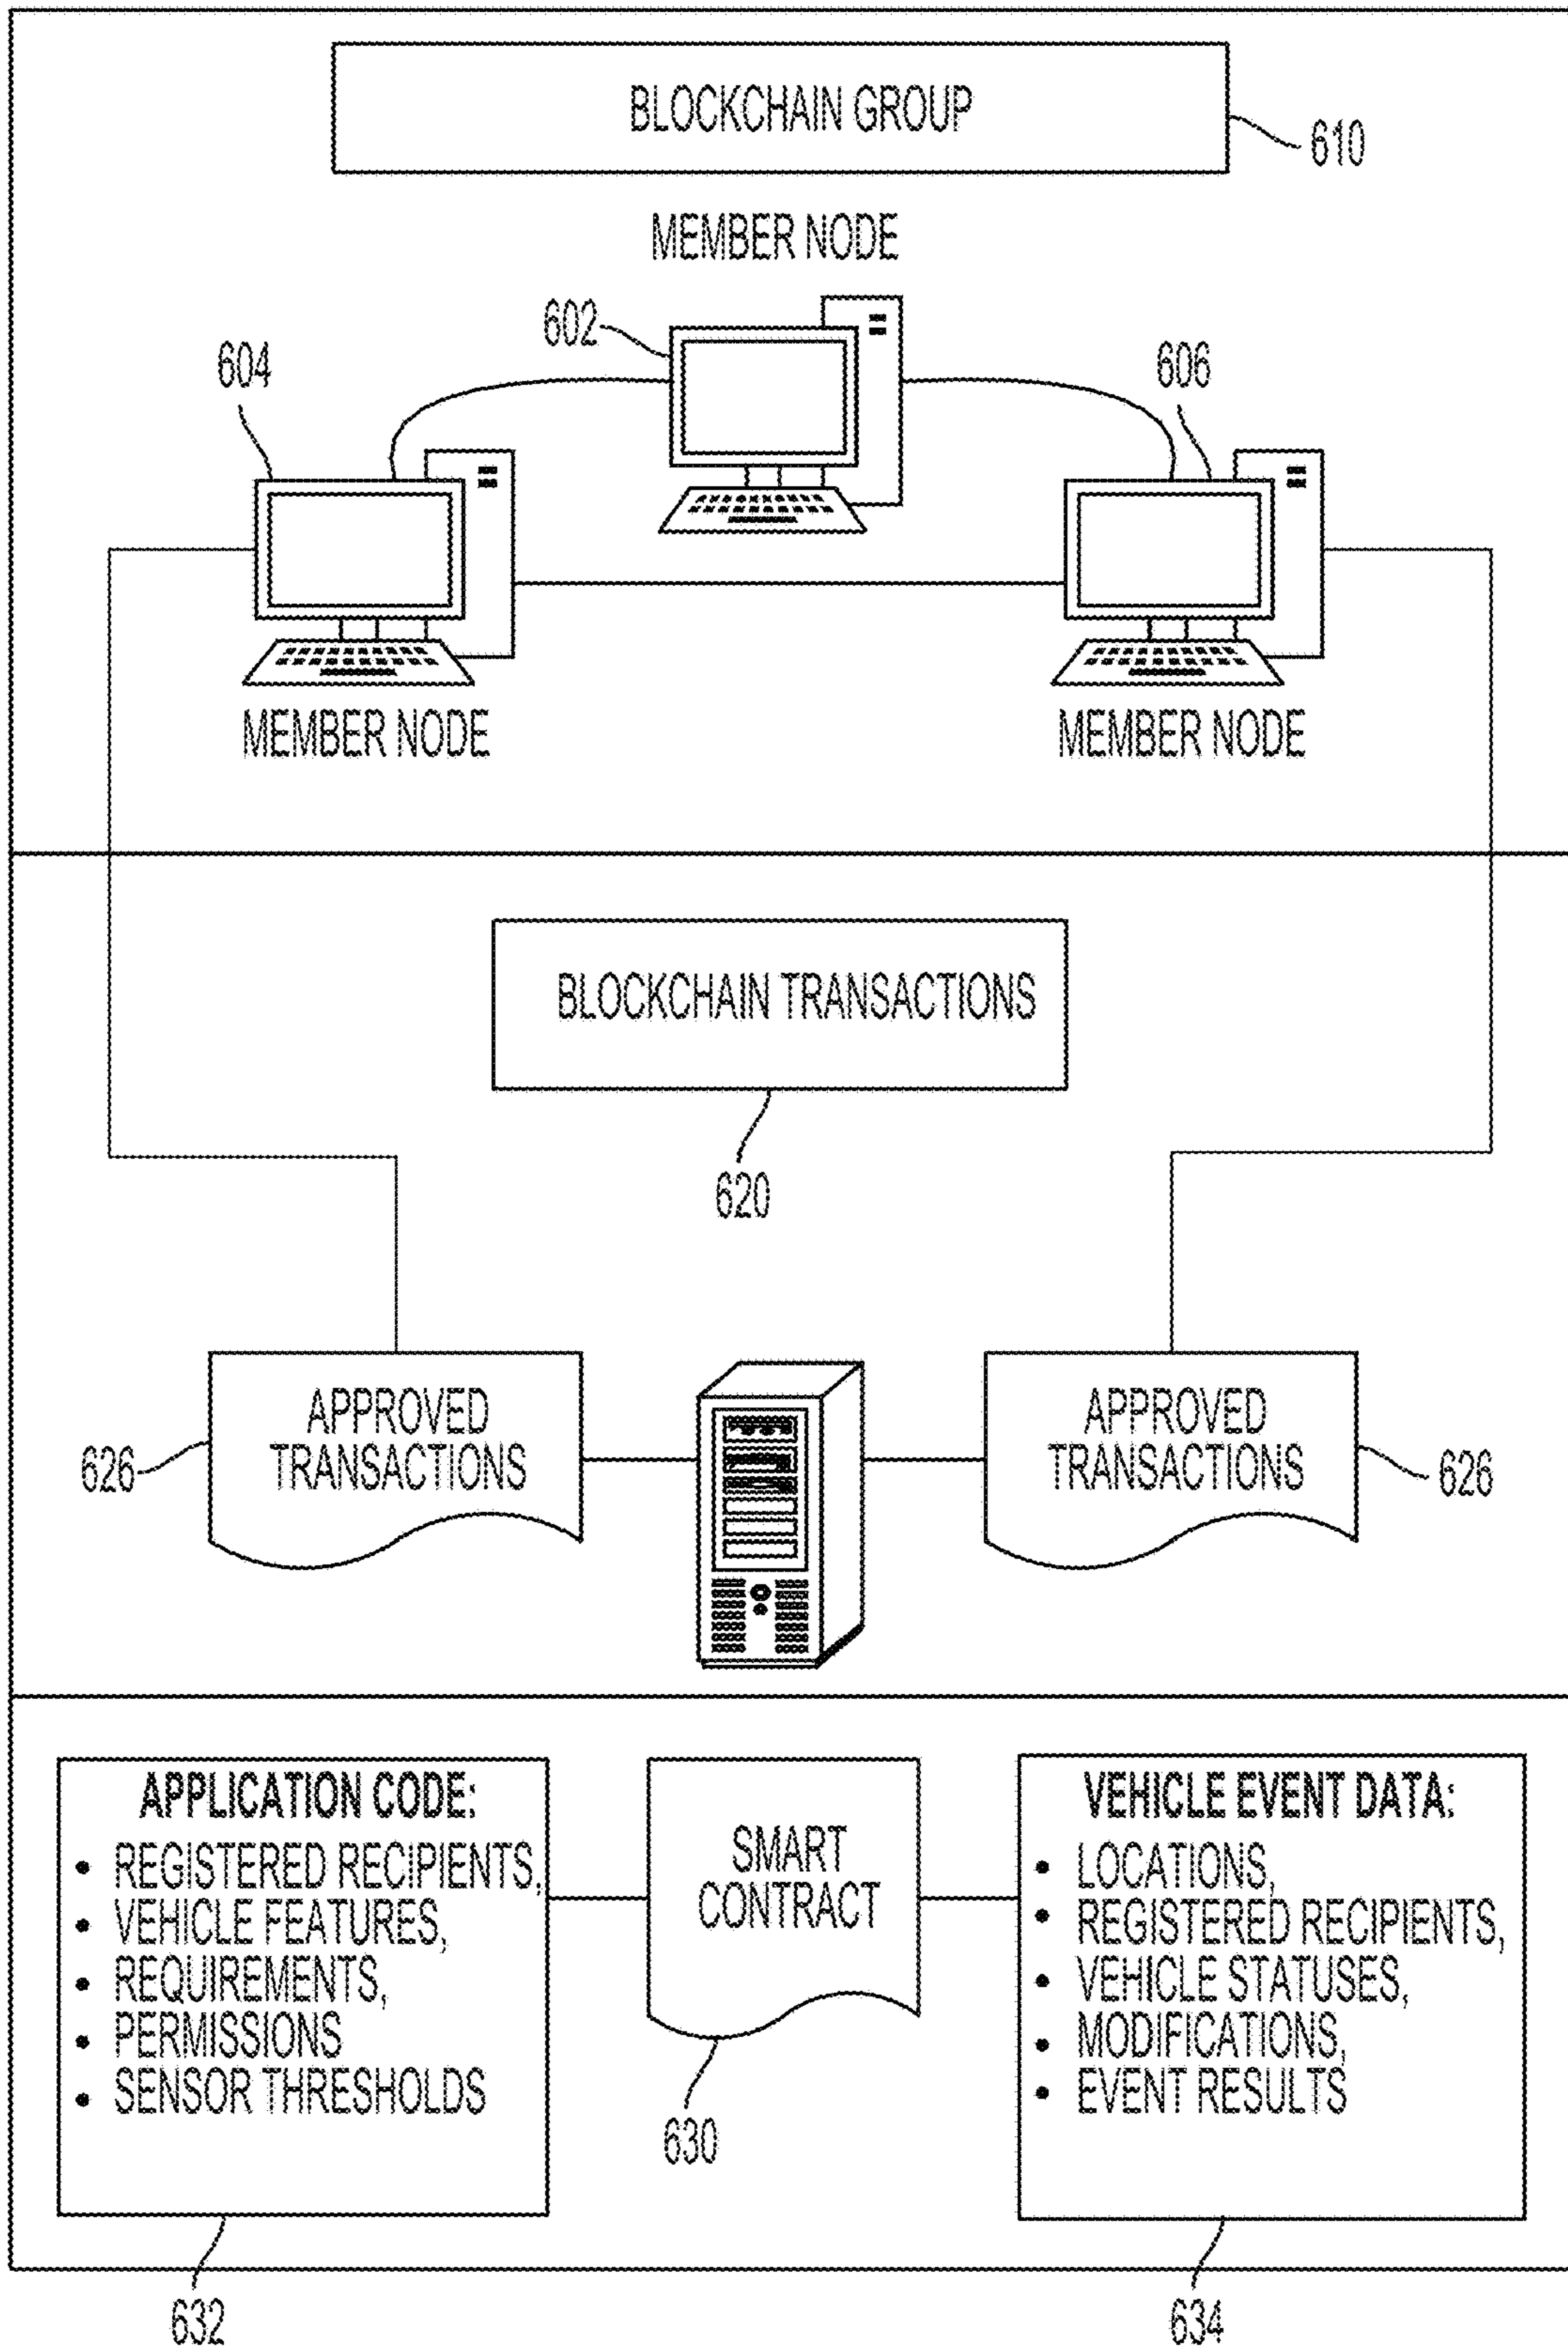 BLOCKCHAIN GROUP
610
MEMBER NODE
602
604
606
MEMBER NODE
MEMBER NODE
BLOCKCHAIN TRANSACTIONS
620
APPROVED
TRANSACTIONS
626
APPROVED
TRANSACTIONS
626
APPLICATION CODE:
• REGISTERED RECIPIENTS,
• VEHICLE FEATURES,
• REQUIREMENTS,
• PERMISSIONS
• SENSOR THRESHOLDS
632
SMART
CONTRACT
630
VEHICLE EVENT DATA:
• LOCATIONS,
• REGISTERED RECIPIENTS,
• VEHICLE STATUSES,
• MODIFICATIONS,
• EVENT RESULTS
634